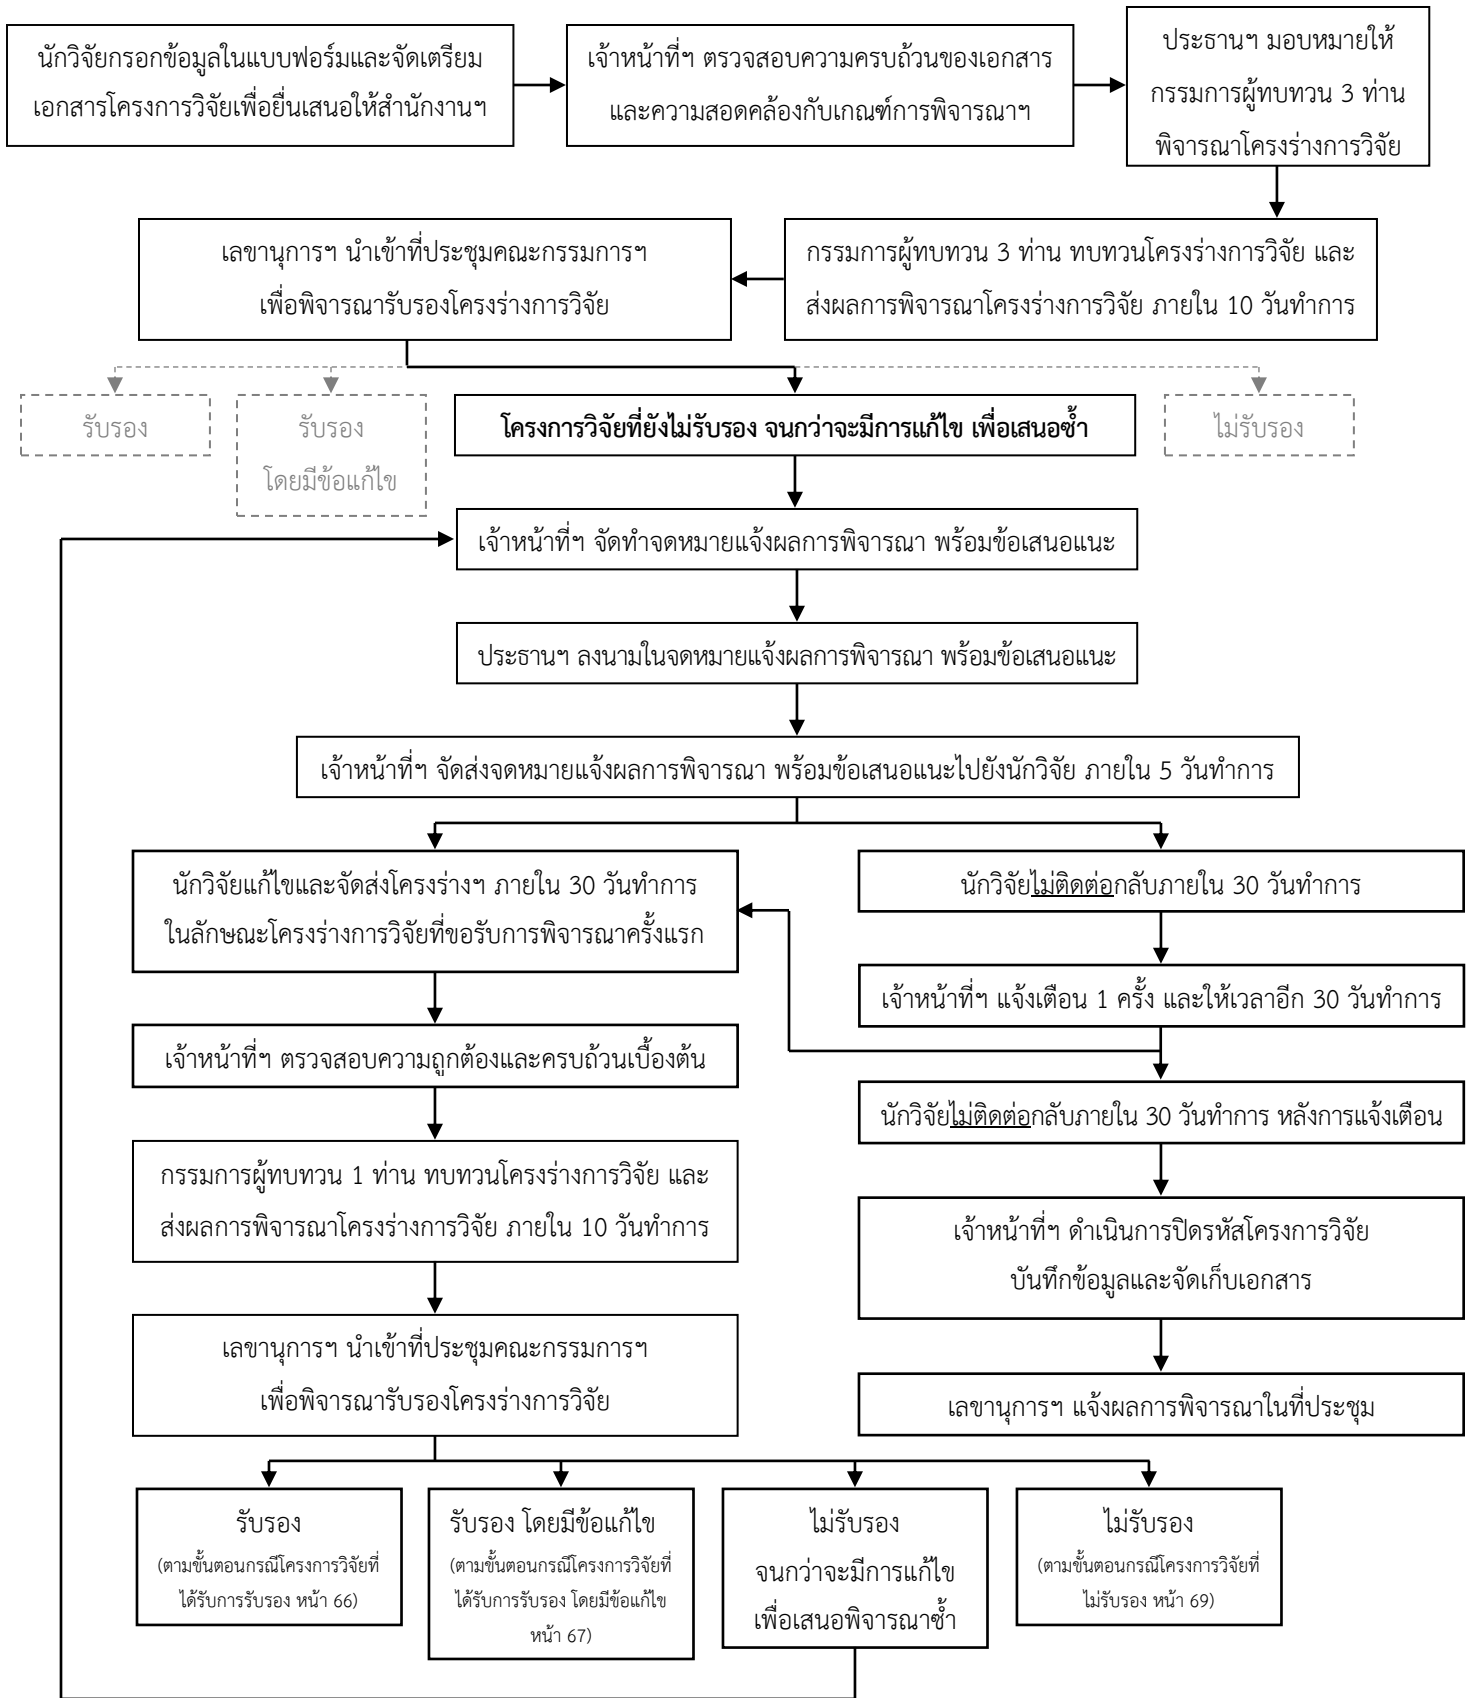 นักวิจัยกรอกข้อมูลในแบบฟอร์มและจัดเตรียม
เอกสารโครงการวิจัยเพื่อยื่นเสนอให้สำนักงานฯ
เจ้าหน้าที่ฯ ตรวจสอบความครบถ้วนของเอกสาร
และความสอดคล้องกับเกณฑ์การพิจารณาฯ
ประธานฯ มอบหมายให้
กรรมการผู้ทบทวน 3 ท่าน
พิจารณาโครงร่างการวิจัย
กรรมการผู้ทบทวน 3 ท่าน ทบทวนโครงร่างการวิจัย และ
ส่งผลการพิจารณาโครงร่างการวิจัย ภายใน 10 วันทำการ
เลขานุการฯ นำเข้าที่ประชุมคณะกรรมการฯ
เพื่อพิจารณารับรองโครงร่างการวิจัย
รับรอง
รับรอง
โดยมีข้อแก้ไข
โครงการวิจัยที่ยังไม่รับรอง จนกว่าจะมีการแก้ไข เพื่อเสนอซ้ำ
ไม่รับรอง
เจ้าหน้าที่ฯ จัดทำจดหมายแจ้งผลการพิจารณา พร้อมข้อเสนอแนะ
ประธานฯ ลงนามในจดหมายแจ้งผลการพิจารณา พร้อมข้อเสนอแนะ
เจ้าหน้าที่ฯ จัดส่งจดหมายแจ้งผลการพิจารณา พร้อมข้อเสนอแนะไปยังนักวิจัย ภายใน 5 วันทำการ
นักวิจัยแก้ไขและจัดส่งโครงร่างฯ ภายใน 30 วันทำการ
ในลักษณะโครงร่างการวิจัยที่ขอรับการพิจารณาครั้งแรก
เจ้าหน้าที่ฯ ตรวจสอบความถูกต้องและครบถ้วนเบื้องต้น
กรรมการผู้ทบทวน 1 ท่าน ทบทวนโครงร่างการวิจัย และ
ส่งผลการพิจารณาโครงร่างการวิจัย ภายใน 10 วันทำการ
เลขานุการฯ นำเข้าที่ประชุมคณะกรรมการฯ
เพื่อพิจารณารับรองโครงร่างการวิจัย
นักวิจัยไม่ติดต่อกลับภายใน 30 วันทำการ
เจ้าหน้าที่ฯ แจ้งเตือน 1 ครั้ง และให้เวลาอีก 30 วันทำการ
นักวิจัยไม่ติดต่อกลับภายใน 30 วันทำการ หลังการแจ้งเตือน
เจ้าหน้าที่ฯ ดำเนินการปิดรหัสโครงการวิจัย
บันทึกข้อมูลและจัดเก็บเอกสาร
เลขานุการฯ แจ้งผลการพิจารณาในที่ประชุม
รับรอง
(ตามขั้นตอนกรณีโครงการวิจัยที่
ได้รับการรับรอง หน้า 66)
รับรอง โดยมีข้อแก้ไข
(ตามขั้นตอนกรณีโครงการวิจัยที่
ได้รับการรับรอง โดยมีข้อแก้ไข
หน้า 67)
ไม่รับรอง
จนกว่าจะมีการแก้ไข
เพื่อเสนอพิจารณาซ้ำ
ไม่รับรอง
(ตามขั้นตอนกรณีโครงการวิจัยที่
ไม่รับรอง หน้า 69)